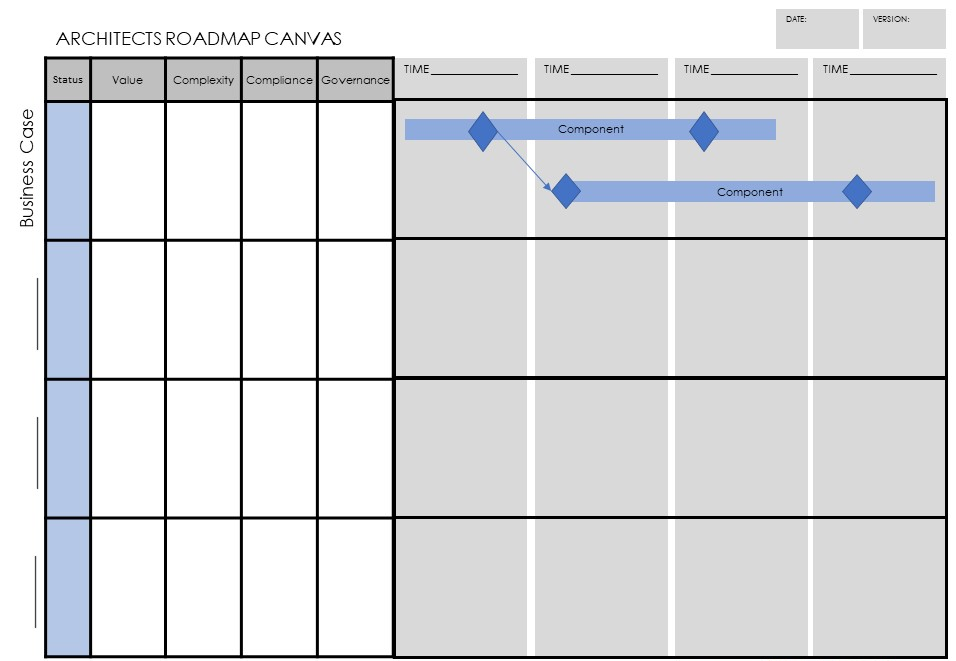 DATE:
VERSION:
ARCHITECTS ROADMAP CANVAS
Status
Value
Complexity
Compliance
Governance
TIME
TIME
TIME
TIME
Business Case
Component
Component